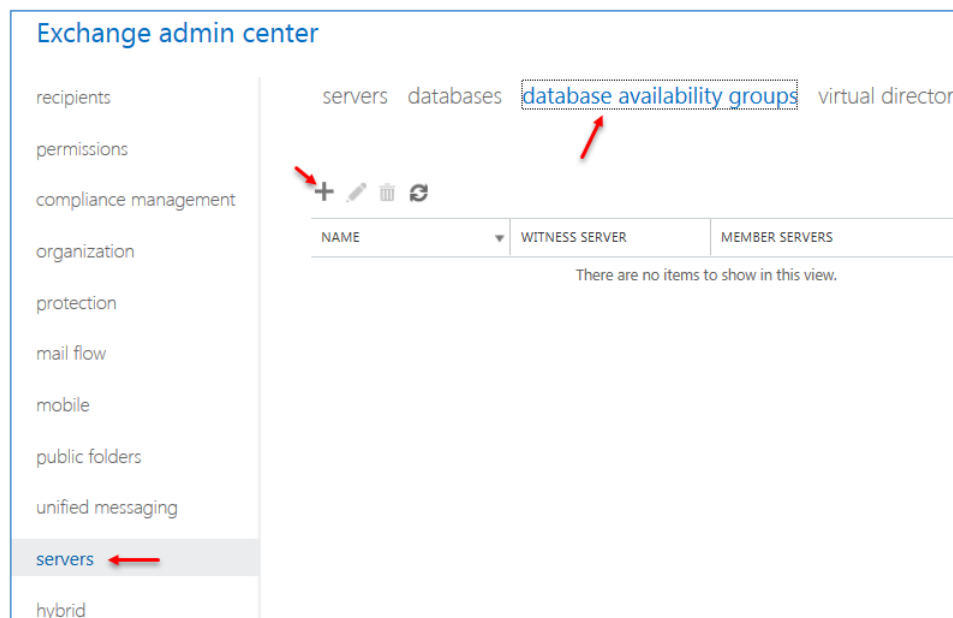 Exchange admin center
recipients
permissions
compliance management
organization
protection
mail flow
mobile
public folders
unified messaging
servers
hybrid
servers databases database availability groups virtual director
NAME WITNESS SERVER MEMBER SERVERS
There are no items to show in this view.